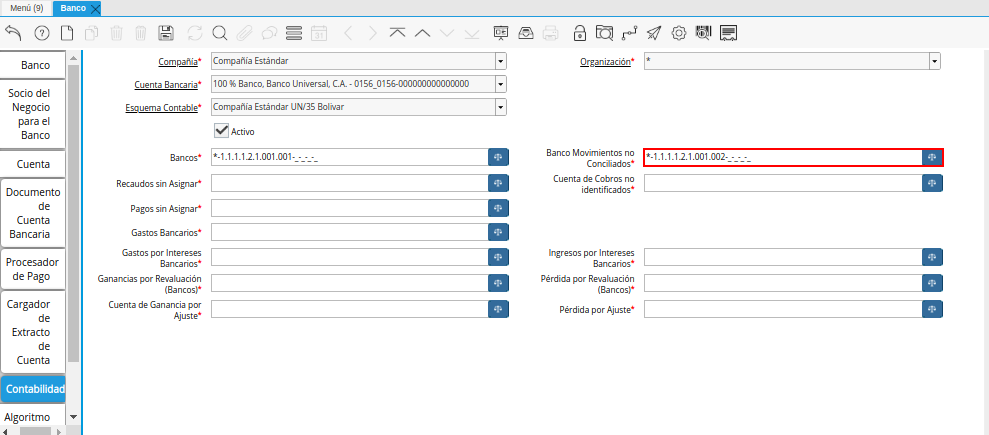 Menú (9)
Banco
Banco
Socio del
Negocio
para el
Banco
Cuenta
Documento
de
Cuenta
Bancaria
Procesador
de Pago
Cargador
de
Extracto
de
Cuenta
Contabilidad
Algoritmo
Compañía* Compañía Estándar
Organización* *
Cuenta Bancaria* 100 % Banco, Banco Universal, C.A. - 0156_0156-000000000000000
Esquema Contable* Compañía Estándar UN/35 Bolivar
Activo
Bancos* *-1.1.1.1.2.1.001.001-_-_-_-_
Banco Movimientos no
Conciliados* *-1.1.1.1.2.1.001.002-_-_-_-_
Recaudos sin Asignar*
Cuenta de Cobros no
identificados*
Pagos sin Asignar*
Gastos Bancarios*
Gastos por Intereses
Bancarios*
Ingresos por Intereses
Bancarios*
Ganancias por Revaluación
(Bancos)*
Pérdida por Revaluación
(Bancos)*
Cuenta de Ganancia por
Ajuste*
Pérdida por Ajuste*